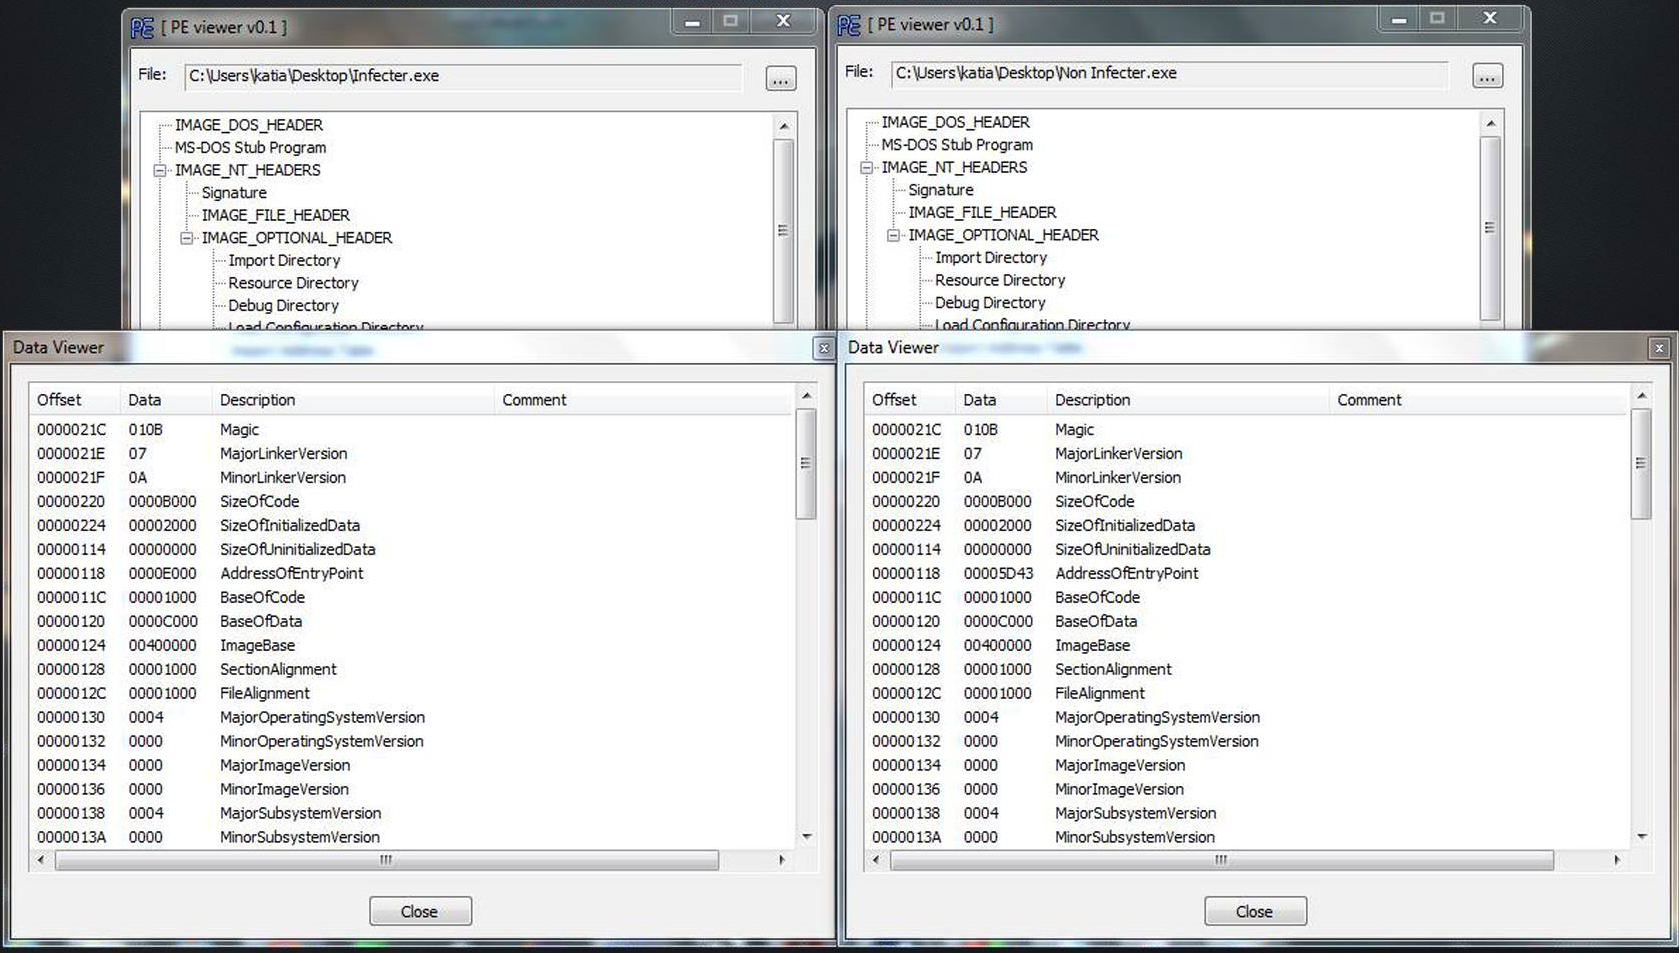 [ PE viewer v0.1 ]
File: C:\Users\katia\Desktop\Infecter.exe ...
IMAGE_DOS_HEADER
MS-DOS Stub Program
IMAGE_NT_HEADERS
Signature
IMAGE_FILE_HEADER
IMAGE_OPTIONAL_HEADER
Import Directory
Resource Directory
Debug Directory
Load Configuration Directory
Data Viewer
Offset Data Description Comment
0000021C 010B Magic
0000021E 07 MajorLinkerVersion
0000021F 0A MinorLinkerVersion
00000220 0000B000 SizeOfCode
00000224 00002000 SizeOfInitializedData
00000114 00000000 SizeOfUninitializedData
00000118 0000E000 AddressOfEntryPoint
0000011C 00001000 BaseOfCode
00000120 0000C000 BaseOfData
00000124 00400000 ImageBase
00000128 00001000 SectionAlignment
0000012C 00001000 FileAlignment
00000130 0004 MajorOperatingSystemVersion
00000132 0000 MinorOperatingSystemVersion
00000134 0000 MajorImageVersion
00000136 0000 MinorImageVersion
00000138 0004 MajorSubsystemVersion
0000013A 0000 MinorSubsystemVersion
Close
[ PE viewer v0.1 ]
File: C:\Users\katia\Desktop\Non Infecter.exe ...
IMAGE_DOS_HEADER
MS-DOS Stub Program
IMAGE_NT_HEADERS
Signature
IMAGE_FILE_HEADER
IMAGE_OPTIONAL_HEADER
Import Directory
Resource Directory
Debug Directory
Load Configuration Directory
Data Viewer
Offset Data Description Comment
0000021C 010B Magic
0000021E 07 MajorLinkerVersion
0000021F 0A MinorLinkerVersion
00000220 0000B000 SizeOfCode
00000224 00002000 SizeOfInitializedData
00000114 00000000 SizeOfUninitializedData
00000118 00005D43 AddressOfEntryPoint
0000011C 00001000 BaseOfCode
00000120 0000C000 BaseOfData
00000124 00400000 ImageBase
00000128 00001000 SectionAlignment
0000012C 00001000 FileAlignment
00000130 0004 MajorOperatingSystemVersion
00000132 0000 MinorOperatingSystemVersion
00000134 0000 MajorImageVersion
00000136 0000 MinorImageVersion
00000138 0004 MajorSubsystemVersion
0000013A 0000 MinorSubsystemVersion
Close